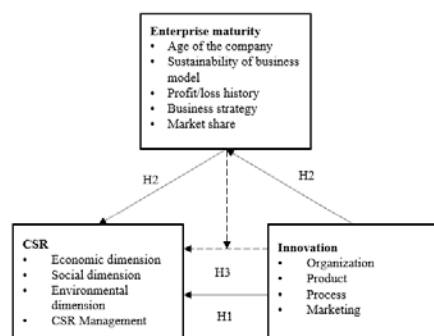 Enterprise maturity
• Age of the company
• Sustainability of business
model
• Profit/loss history
• Business strategy
• Market share
H2
H2
CSR
• Economic dimension
• Social dimension
• Environmental
dimension
• CSR Management
H3
H1
Innovation
• Organization
• Product
• Process
• Marketing